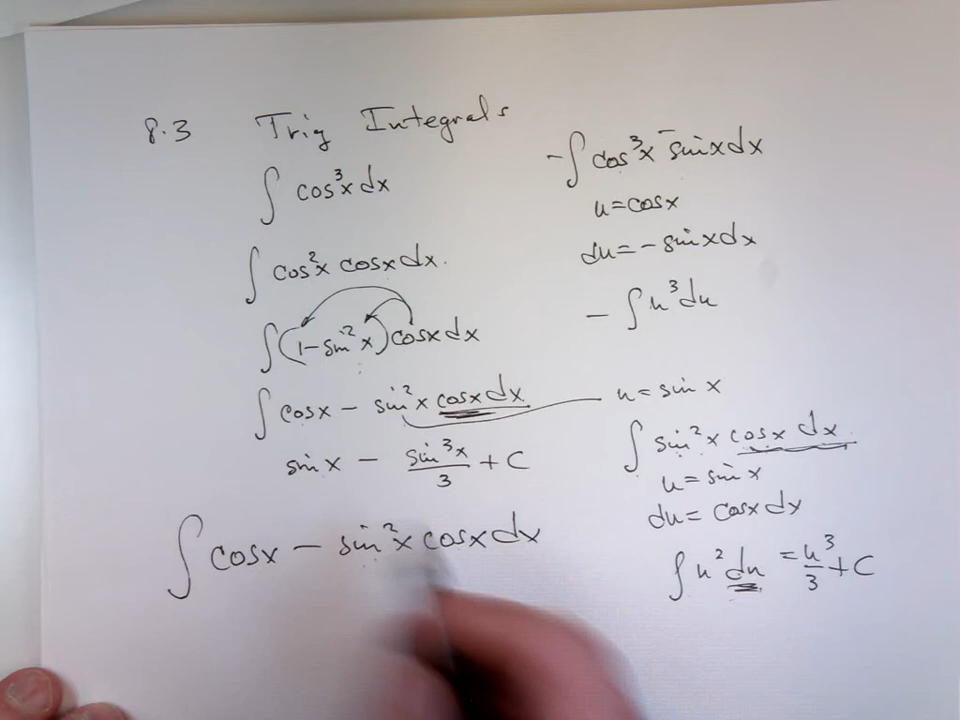 8.3 Trig Integrals
∫ cos³x dx
∫ cos²x cosx dx.
∫ (1 - sin²x) cosx dx
∫ cosx - sin²x cosx dx
sinx - sin³x/3 + C
∫ cosx - sin²x cosx dx
-∫ cos³x -sinx dx
u = cosx
du = - sinx dx
- ∫ u³ du
u = sin x
∫ sin²x cosx dx
u = sinx
du = cosx dx
∫ u² du = u³/3 + C